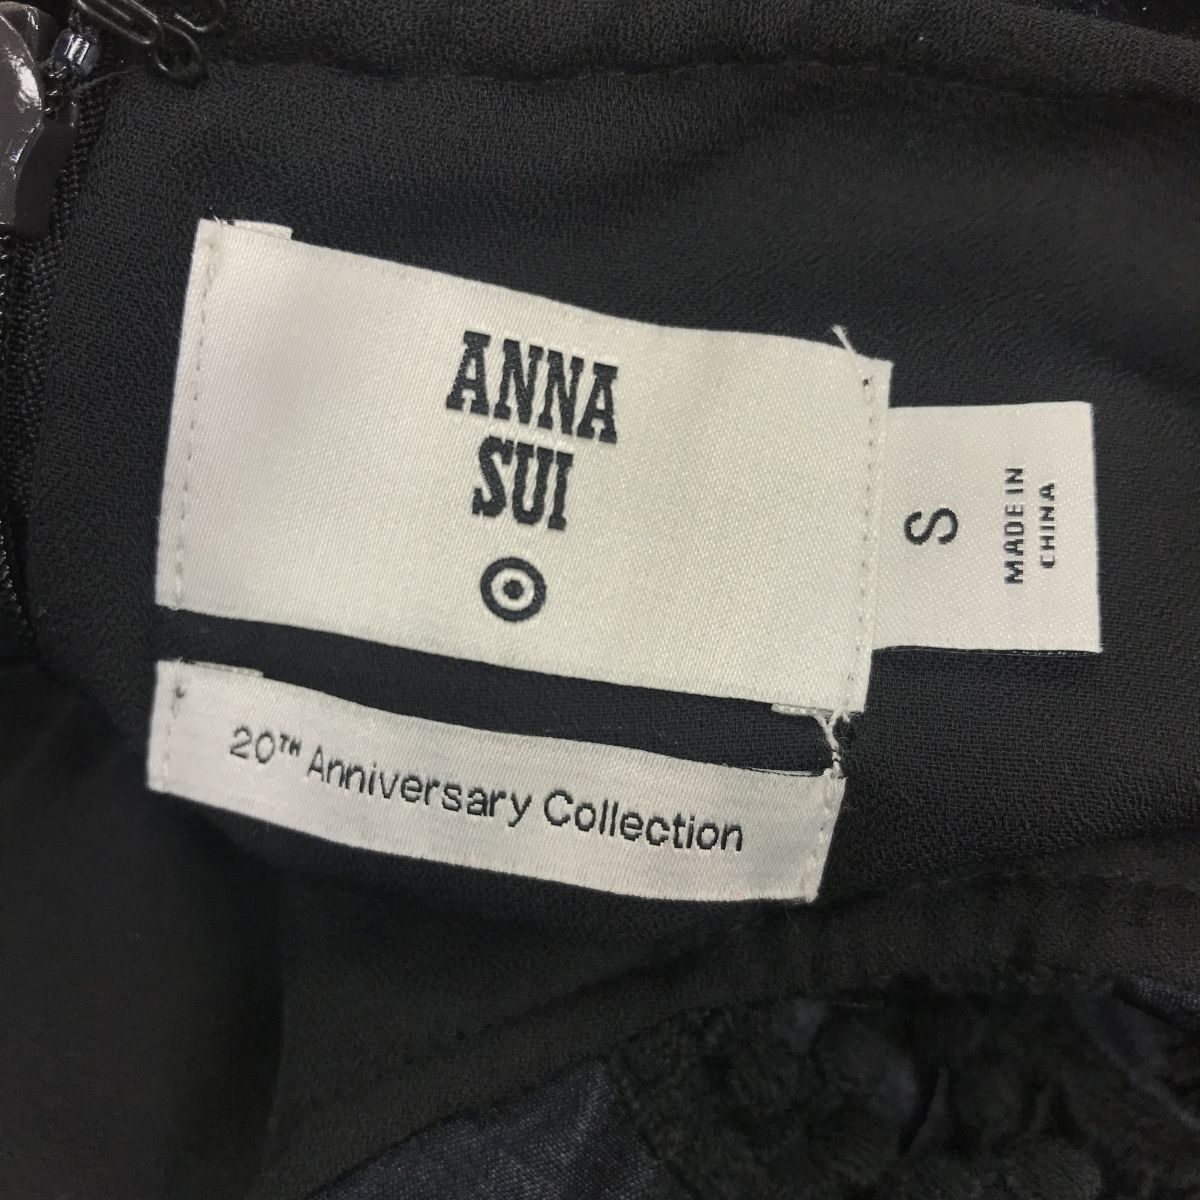 ANNA
SUI
S
MADE IN
CHINA
20TH Anniversary Collection